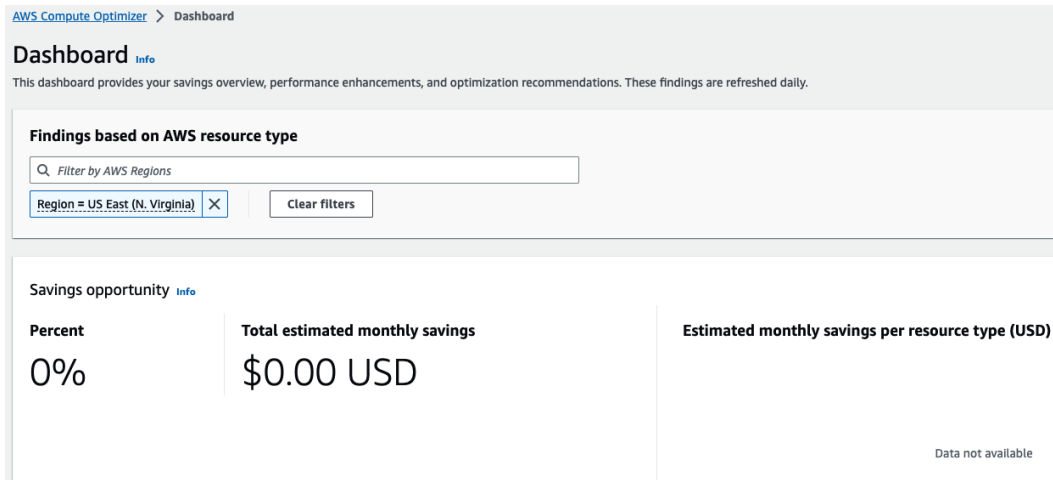 AWS Compute Optimizer > Dashboard
Dashboard Info
This dashboard provides your savings overview, performance enhancements, and optimization recommendations. These findings are refreshed daily.
Findings based on AWS resource type
Filter by AWS Regions
Region = US East (N. Virginia)
Clear filters
Savings opportunity Info
Percent
0%
Total estimated monthly savings
$0.00 USD
Estimated monthly savings per resource type (USD)
Data not available